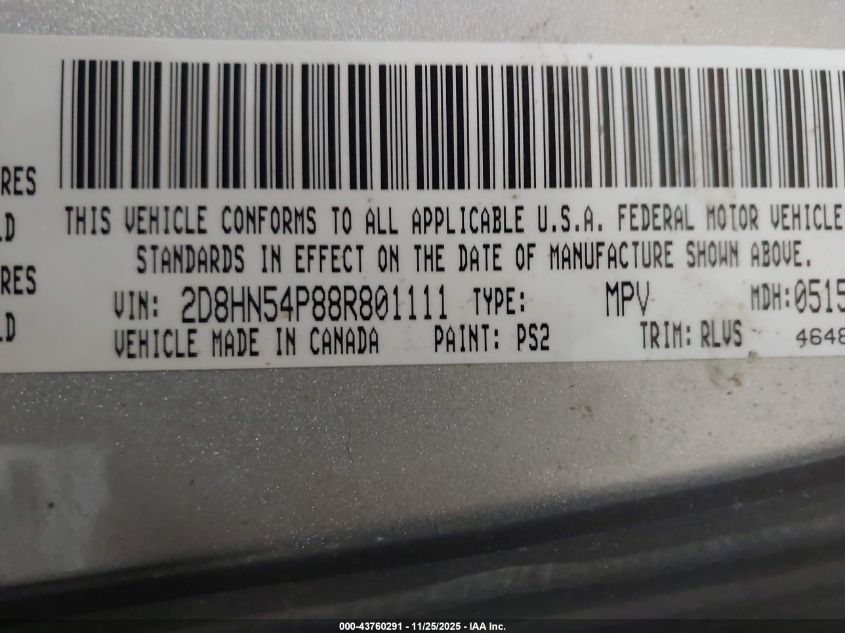 RES
LD
RES
LD
THIS VEHICLE CONFORMS TO ALL APPLICABLE U.S.A. FEDERAL MOTOR VEHICLE
STANDARDS IN EFFECT ON THE DATE OF MANUFACTURE SHOWN ABOVE.
VIN: 2D8HN54P88R801111 TYPE: MPV MDH:0515
VEHICLE MADE IN CANADA PAINT: PS2 TRIM: RLVS 4648
000-43760291 - 11/25/2025 - IAA Inc.